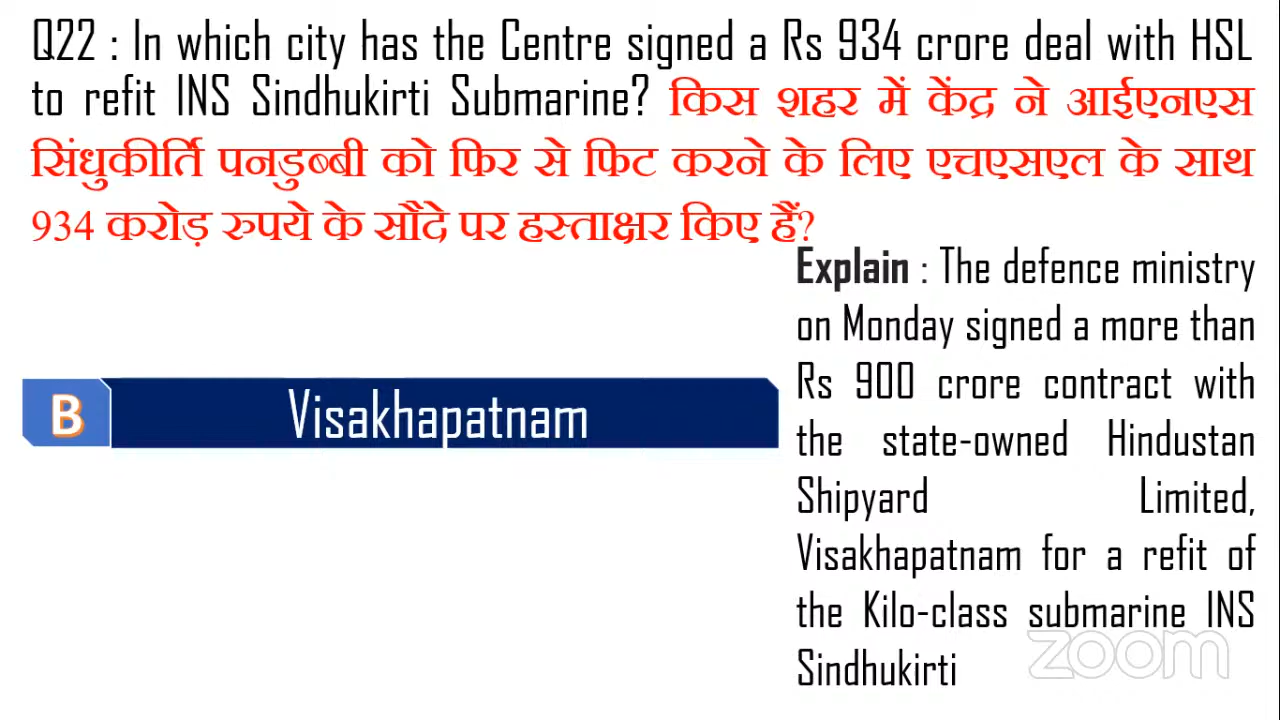 Q22 : In which city has the Centre signed a Rs 934 crore deal with HSL
to refit INS Sindhukirti Submarine? किस शहर में केंद्र ने आईएनएस
सिंधुकीर्ति पनडुब्बी को फिर से फिट करने के लिए एचएसएल के साथ
934 करोड़ रुपये के सौदे पर हस्ताक्षर किए हैं?
B Visakhapatnam
Explain : The defence ministry
on Monday signed a more than
Rs 900 crore contract with
the state-owned Hindustan
Shipyard Limited,
Visakhapatnam for a refit of
the Kilo-class submarine INS
Sindhukirti
zoom